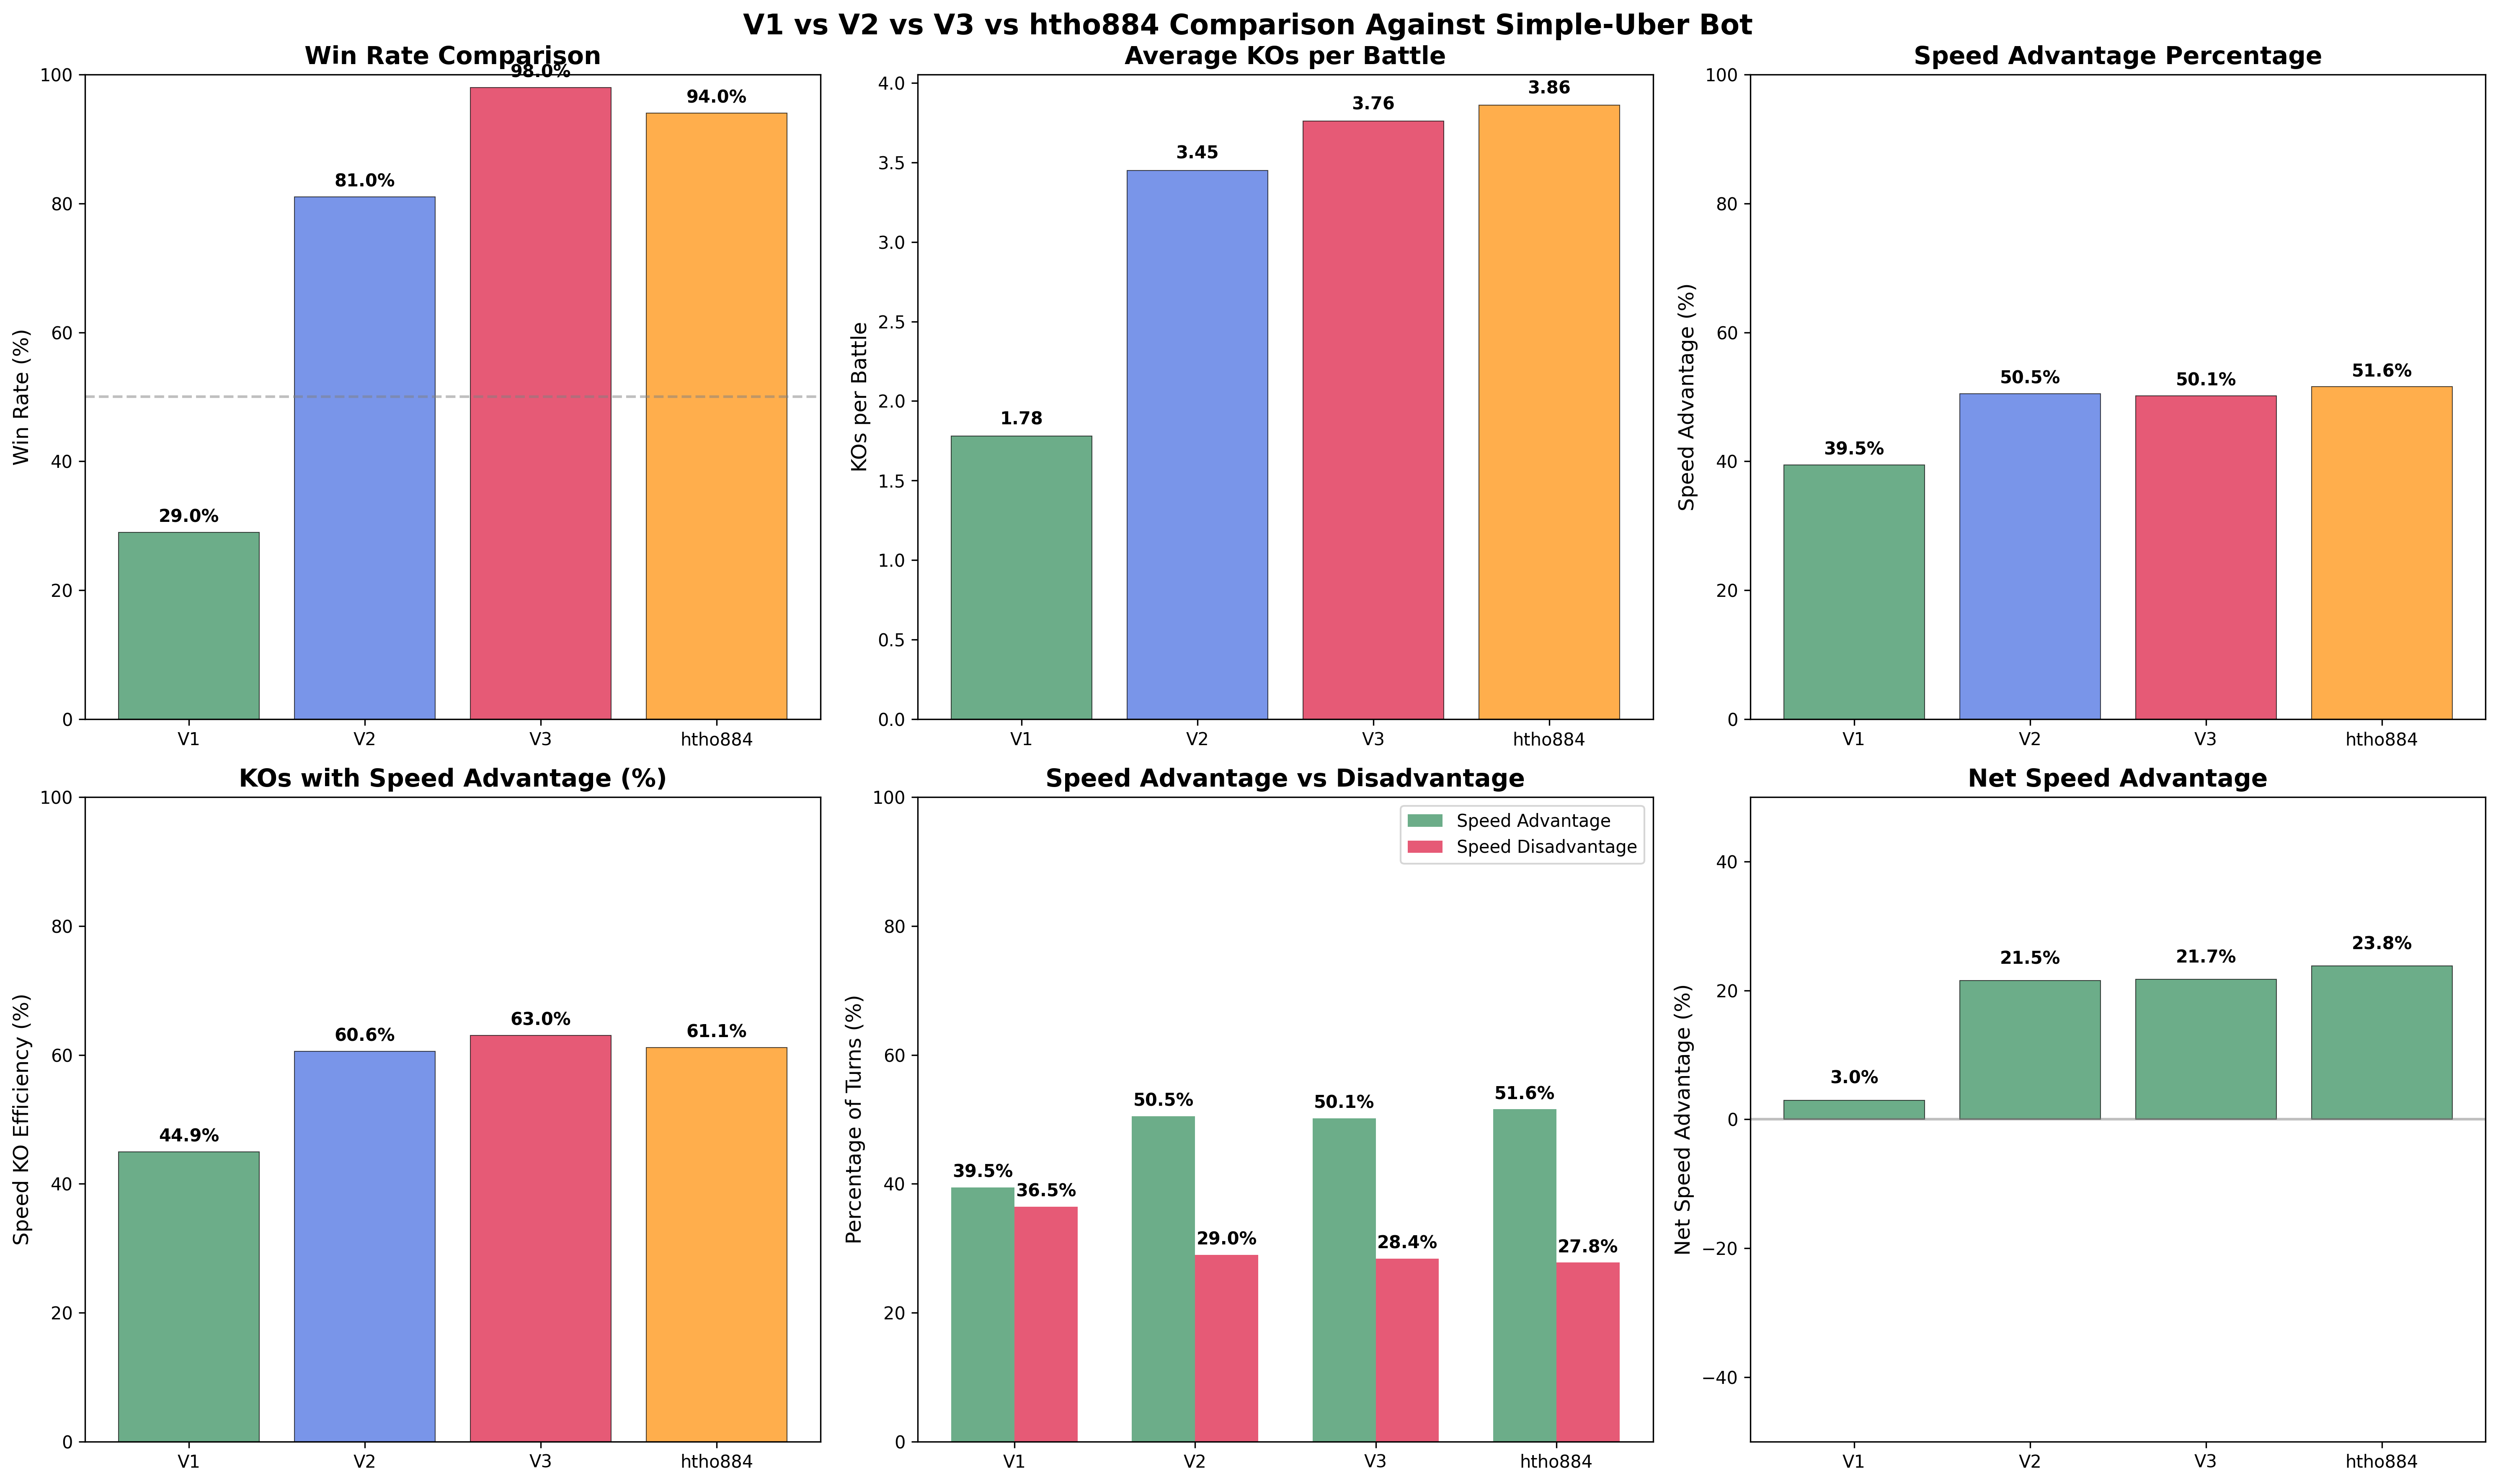 V1 vs V2 vs V3 vs htho884 Comparison Against Simple-Uber Bot
Win Rate Comparison
Win Rate (%)
100
80
60
40
20
0
29.0%
81.0%
98.0%
94.0%
V1
V2
V3
htho884
Average KOs per Battle
KOs per Battle
4.0
3.5
3.0
2.5
2.0
1.5
1.0
0.5
0.0
1.78
3.45
3.76
3.86
V1
V2
V3
htho884
Speed Advantage Percentage
Speed Advantage (%)
100
80
60
40
20
0
39.5%
50.5%
50.1%
51.6%
V1
V2
V3
htho884
KOs with Speed Advantage (%)
Speed KO Efficiency (%)
100
80
60
40
20
0
44.9%
60.6%
63.0%
61.1%
V1
V2
V3
htho884
Speed Advantage vs Disadvantage
Percentage of Turns (%)
100
80
60
40
20
0
Speed Advantage
Speed Disadvantage
39.5%
36.5%
50.5%
29.0%
50.1%
28.4%
51.6%
27.8%
V1
V2
V3
htho884
Net Speed Advantage
Net Speed Advantage (%)
40
20
0
−20
−40
3.0%
21.5%
21.7%
23.8%
V1
V2
V3
htho884